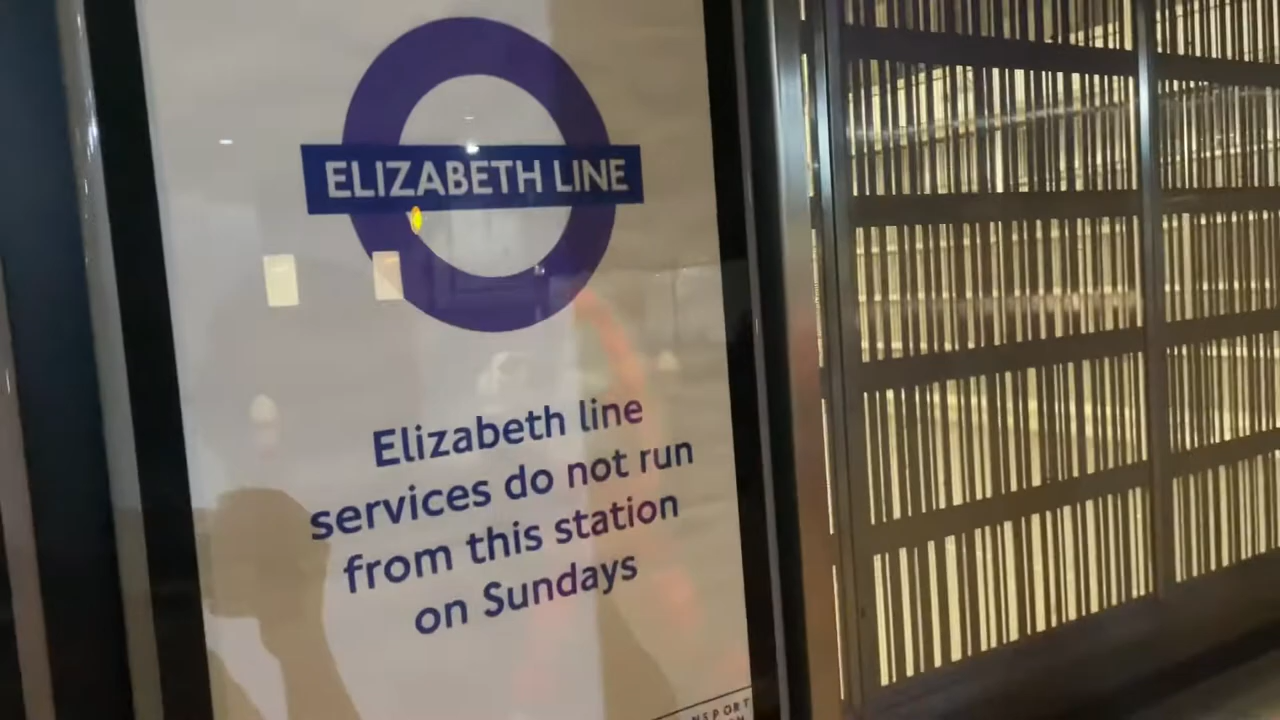 ELIZABETH LINE
Elizabeth line
services do not run
from this station
on Sundays